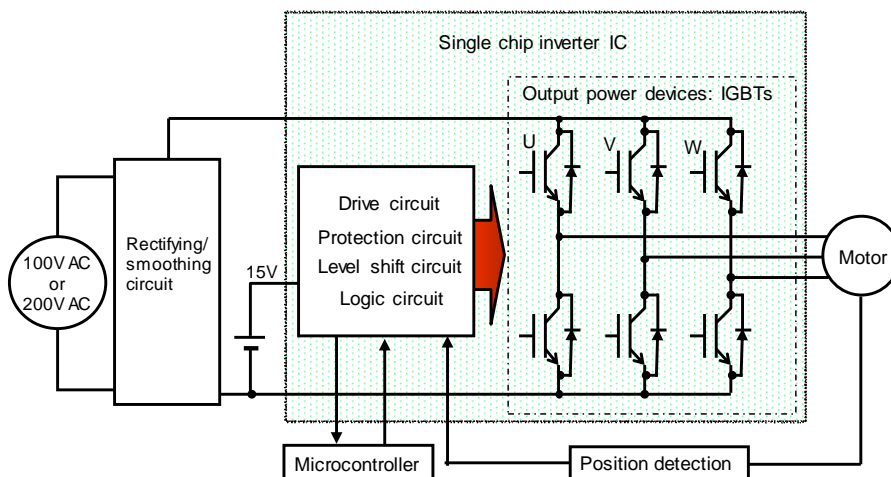 Single chip inverter IC
Output power devices: IGBTs
U
V
W
Drive circuit
Protection circuit
Level shift circuit
Logic circuit
Rectifying/
smoothing
circuit
100V AC
or
200V AC
15V
Motor
Microcontroller
Position detection